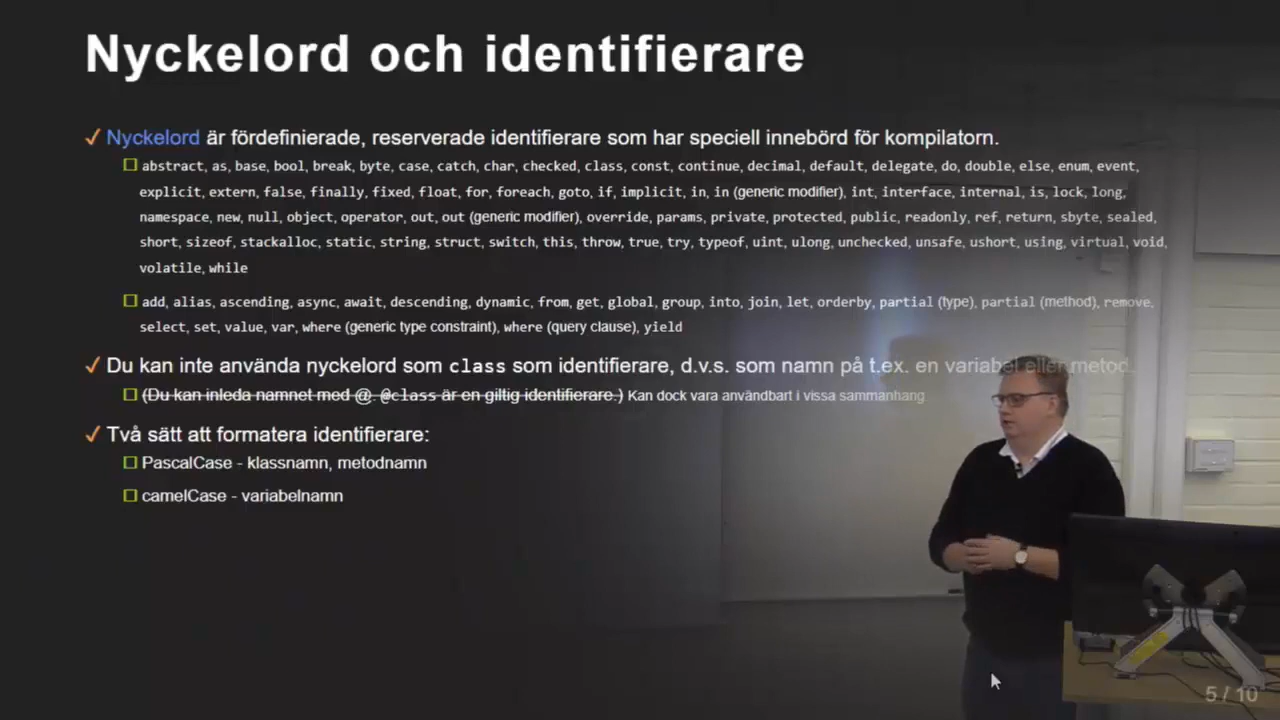 Nyckelord och identifierare
Nyckelord är fördefinierade, reserverade identifierare som har speciell innebörd för kompilatorn.
abstract, as, base, bool, break, byte, case, catch, char, checked, class, const, continue, decimal, default, delegate, do, double, else, enum, event,
explicit, extern, false, finally, fixed, float, for, foreach, goto, if, implicit, in, in (generic modifier), int, interface, internal, is, lock, long,
namespace, new, null, object, operator, out, out (generic modifier), override, params, private, protected, public, readonly, ref, return, sbyte, sealed,
short, sizeof, stackalloc, static, string, struct, switch, this, throw, true, try, typeof, uint, ulong, unchecked, unsafe, ushort, using, virtual, void,
volatile, while
add, alias, ascending, async, await, descending, dynamic, from, get, global, group, into, join, let, orderby, partial (type), partial (method), remove,
select, set, value, var, where (generic type constraint), where (query clause), yield
Du kan inte använda nyckelord som class som identifierare, d.v.s. som namn på t.ex. en variabel eller metod.
(Du kan inleda namnet med @. @class är en giltig identifierare.) Kan dock vara användbart i vissa sammanhang
Två sätt att formatera identifierare:
PascalCase - klassnamn, metodnamn
camelCase - variabelnamn
5 / 10